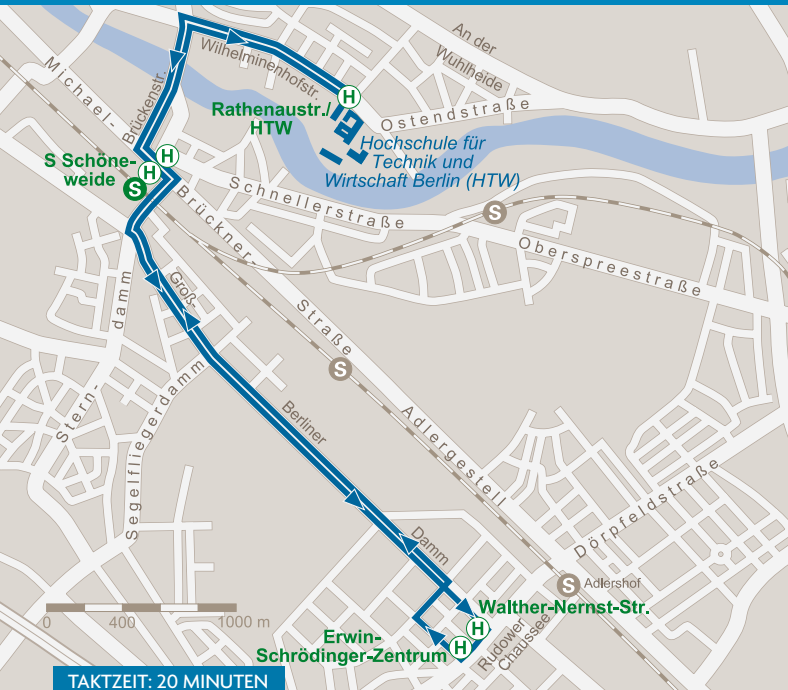 An der
Wuhlheide
Wilhelminenhofstr.
Michael-
Brückenstr.
H
Rathenaustr./
HTW
Ostendstraße
Hochschule für
Technik und
Wirtschaft Berlin (HTW)
S Schöne-
weide
S
H
H
Schnellerstraße
Brückner-
S
Oberspreestraße
Groß-
Stern-
damm
Straße
S
Segelfliegerdamm
Berliner
Adlergestell
Damm
Dörpfeldstraße
S
Adlershof
0
400
1000 m
Walther-Nernst-Str.
H
Erwin-
Schrödinger-Zentrum
H
Rudower
Chaussee
TAKTZEIT: 20 MINUTEN